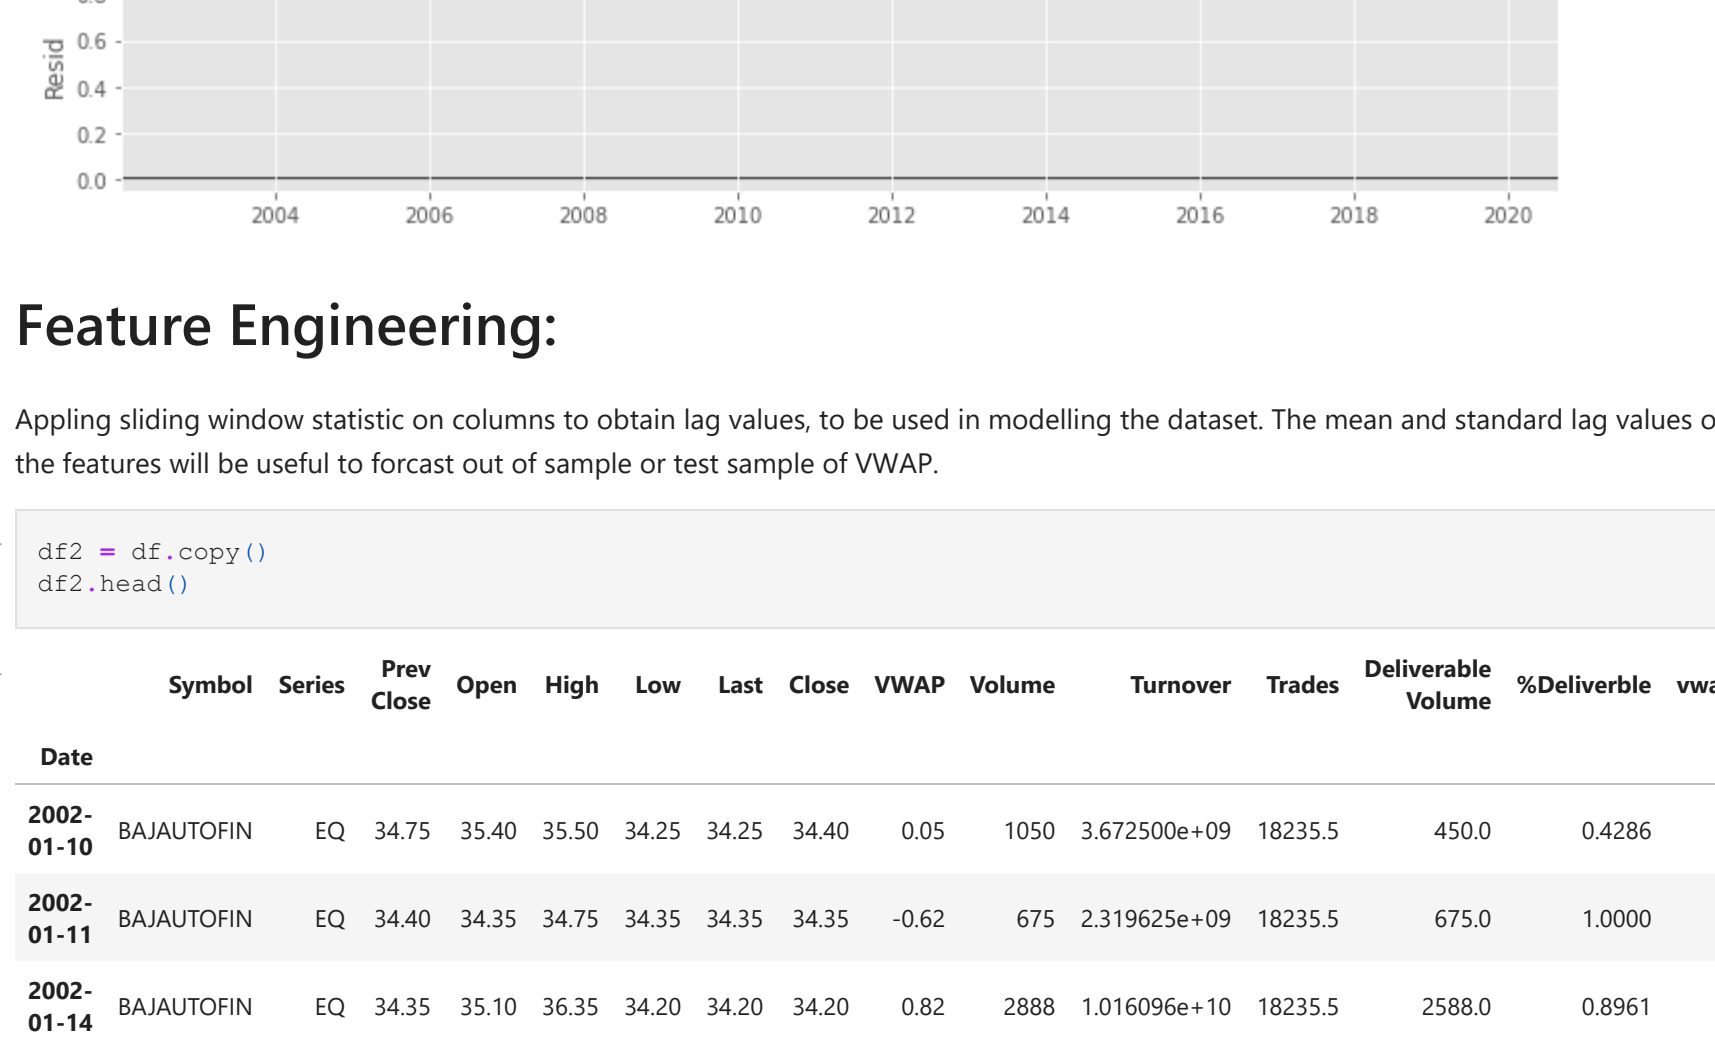 0.8
Resid
0.6
0.4
0.2
0.0
2004 2006 2008 2010 2012 2014 2016 2018 2020
Feature Engineering:
Appling sliding window statistic on columns to obtain lag values, to be used in modelling the dataset. The mean and standard lag values
the features will be useful to forcast out of sample or test sample of VWAP.
df2 = df.copy()
df2.head()
Symbol Series Prev Close Open High Low Last Close VWAP Volume Turnover Trades Deliverable Volume %Deliverble
Date
2002-01-10 BAJAUTOFIN EQ 34.75 35.40 35.50 34.25 34.25 34.40 0.05 1050 3.672500e+09 18235.5 450.0 0.4286
2002-01-11 BAJAUTOFIN EQ 34.40 34.35 34.75 34.35 34.35 34.35 -0.62 675 2.319625e+09 18235.5 675.0 1.0000
2002-01-14 BAJAUTOFIN EQ 34.35 35.10 36.35 34.20 34.20 34.20 0.82 2888 1.016096e+10 18235.5 2588.0 0.8961